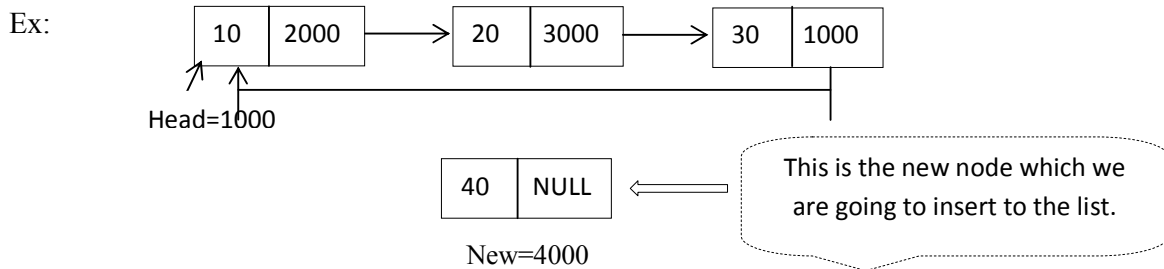 Ex:
10 2000 20 3000 30 1000
Head=1000
40 NULL
New=4000
This is the new node which we
are going to insert to the list.